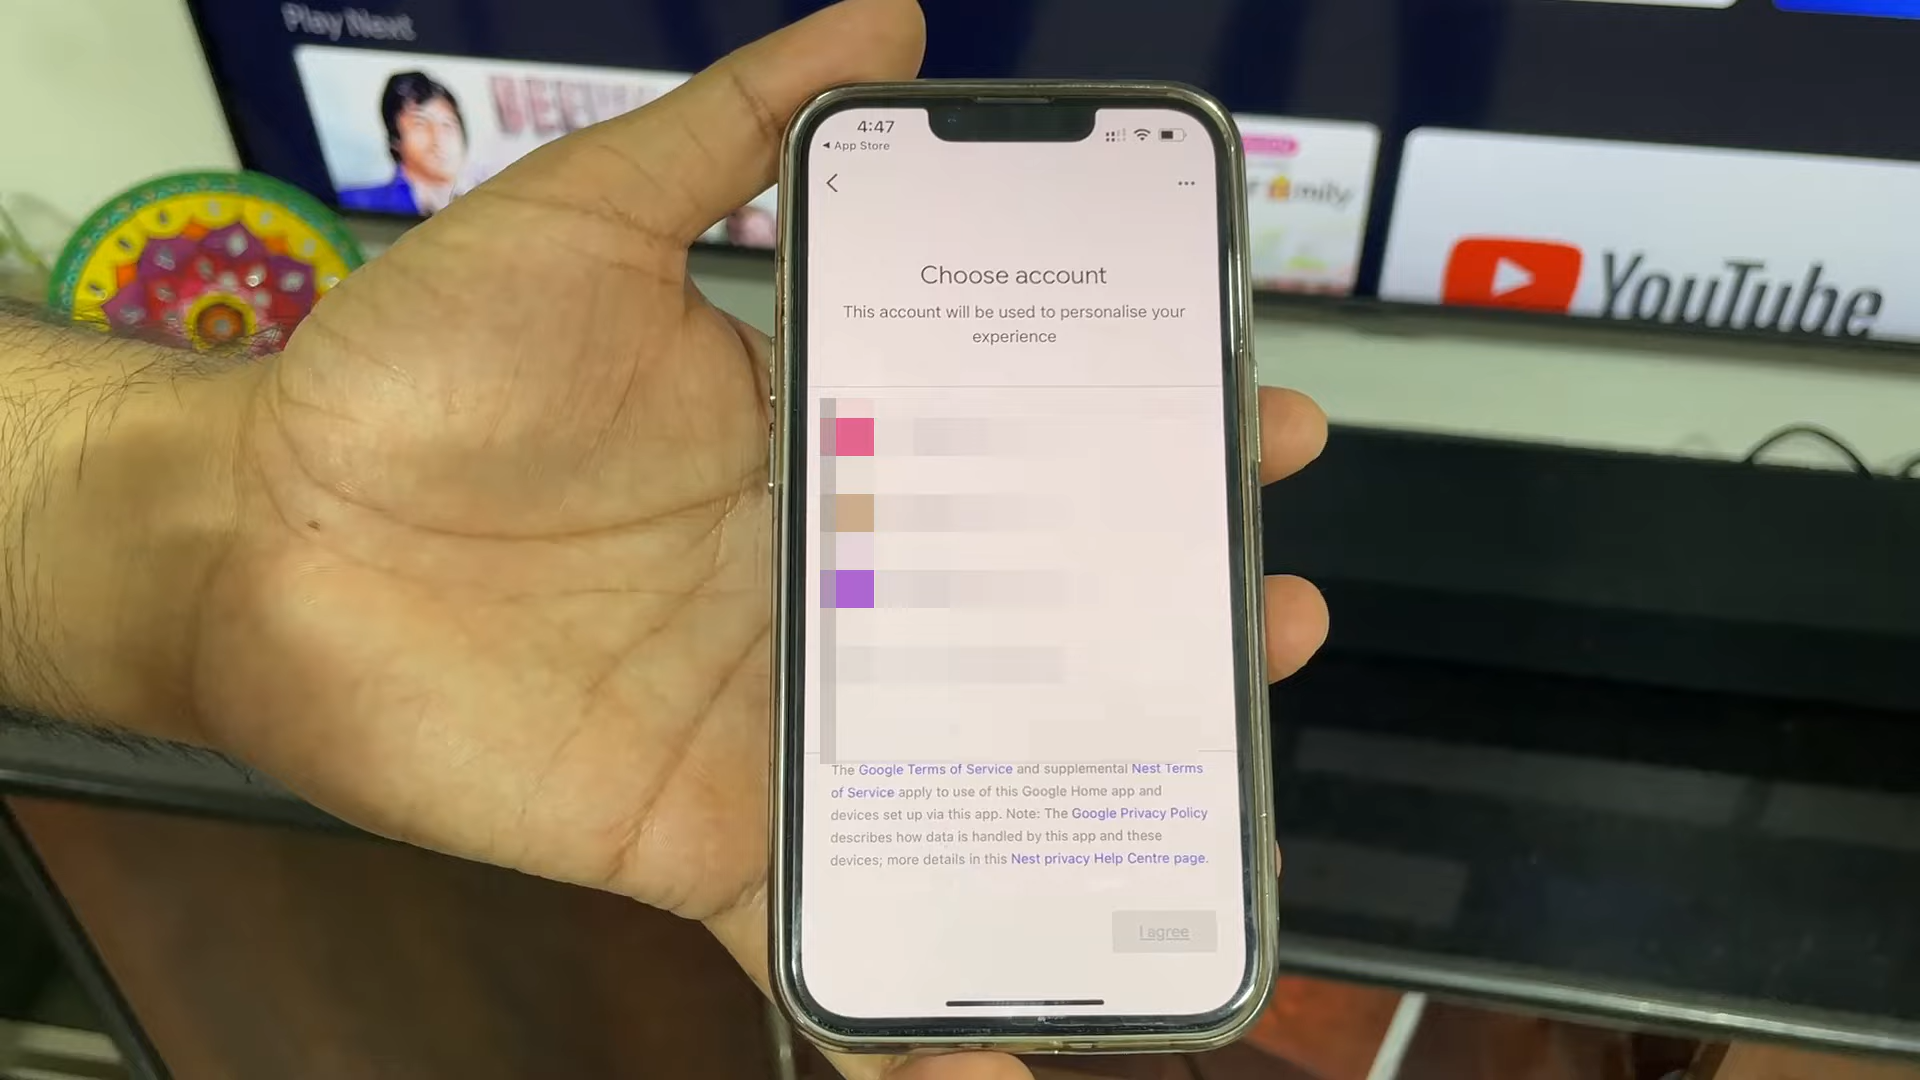 Play Next
4:47
App Store
YouTube
Choose account
This account will be used to personalise your
experience
The Google Terms of Service and supplemental Nest Terms
of Service apply to use of this Google Home app and
devices set up via this app. Note: The Google Privacy Policy
describes how data is handled by this app and these
devices; more details in this Nest privacy Help Centre page.
I agree